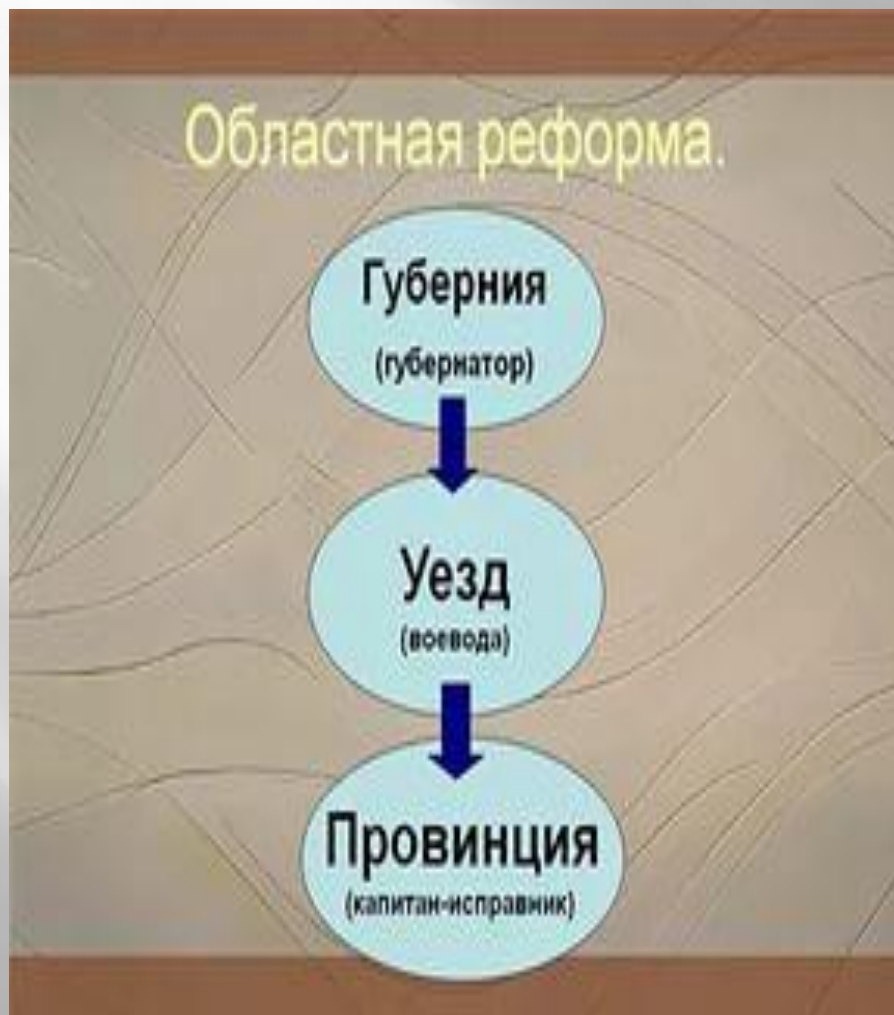 Областная реформа.
Губерния
(губернатор)
Уезд
(воевода)
Провинция
(капитан-исправник)